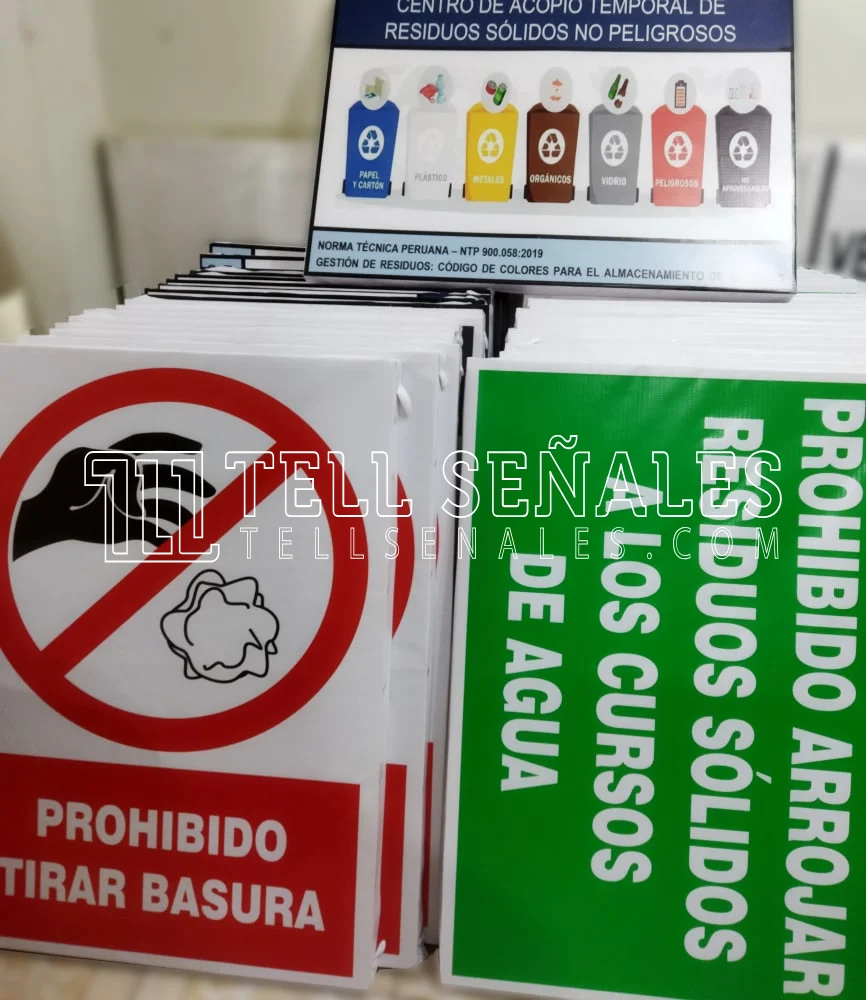 CENTRO DE ACOPIO TEMPORAL DE
RESIDUOS SÓLIDOS NO PELIGROSOS
PAPEL
Y CARTÓN
PLÁSTICO
METALES
ORGÁNICOS
VIDRIO
PELIGROSOS
NO
APROVECHABLES
NORMA TÉCNICA PERUANA – NTP 900.058:2019
GESTIÓN DE RESIDUOS: CÓDIGO DE COLORES PARA EL ALMACENAMIENTO DE
TELL SEÑALES
TELLSENALES.COM
PROHIBIDO
TIRAR BASURA
PROHIBIDO ARROJAR
RESIDUOS SÓLIDOS
A LOS CURSOS
DE AGUA